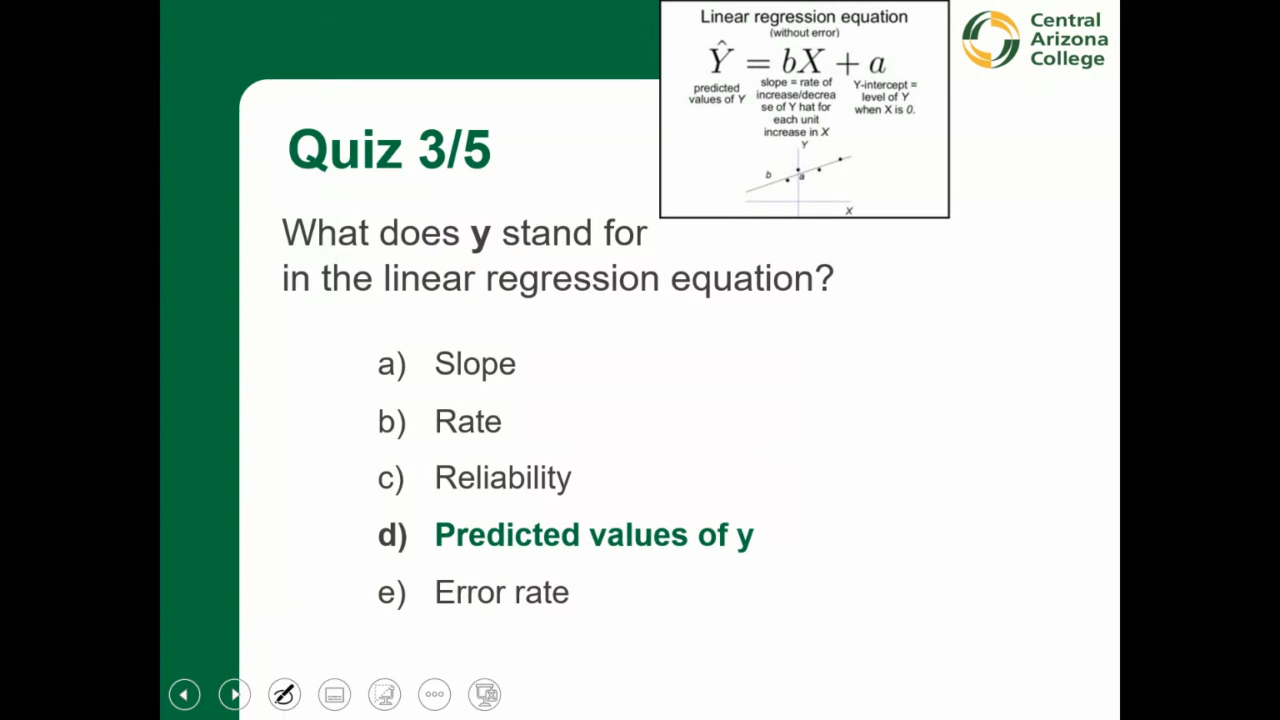 Linear regression equation
(without error)
Ŷ = bX + a
predicted
values of Y
slope = rate of
increase/decrea
se of Y hat for
each unit
increase in X
Y-intercept =
level of Y
when X is 0.
Y
b
a
X
Central
Arizona
College
Quiz 3/5
What does y stand for
in the linear regression equation?
a) Slope
b) Rate
c) Reliability
d) Predicted values of y
e) Error rate